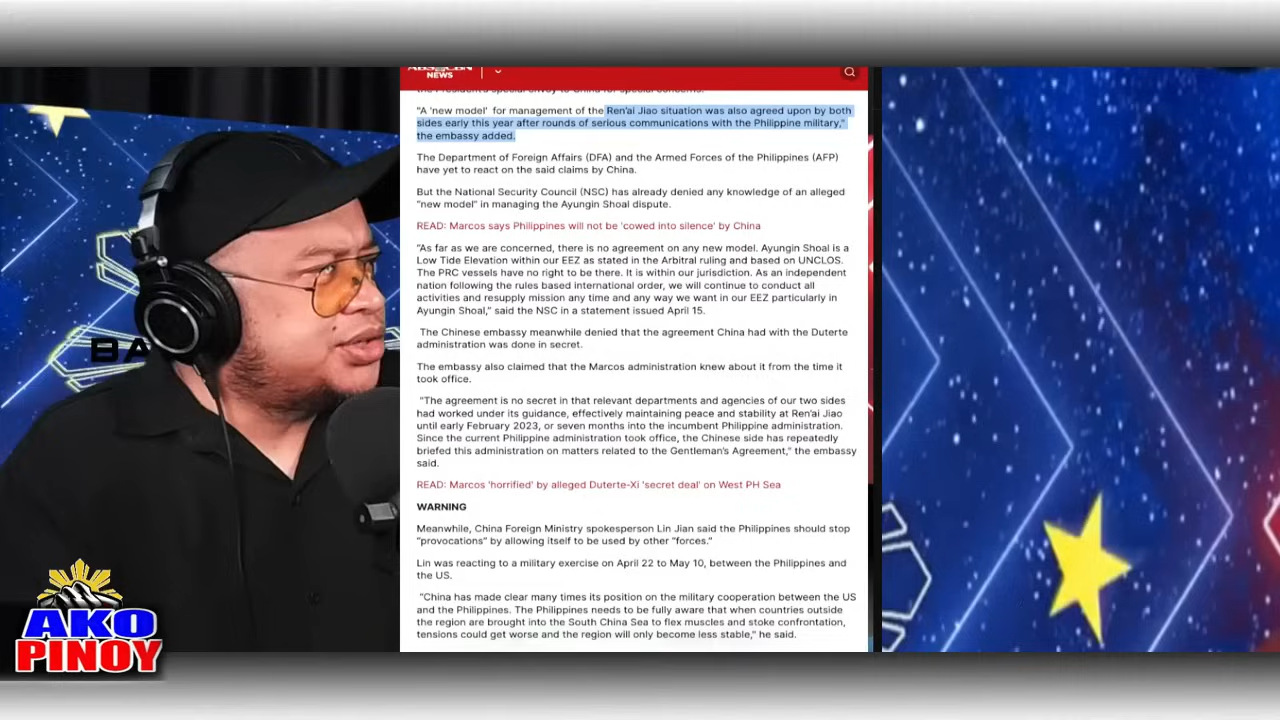 ABS-CBN
NEWS
the President's special envoy to China for special concerns.
"A 'new model' for management of the Ren'ai Jiao situation was also agreed upon by both
sides early this year after rounds of serious communications with the Philippine military,"
the embassy added.
The Department of Foreign Affairs (DFA) and the Armed Forces of the Philippines (AFP)
have yet to react on the said claims by China.
But the National Security Council (NSC) has already denied any knowledge of an alleged
"new model" in managing the Ayungin Shoal dispute.
READ: Marcos says Philippines will not be 'cowed into silence' by China
"As far as we are concerned, there is no agreement on any new model. Ayungin Shoal is a
Low Tide Elevation within our EEZ as stated in the Arbitral ruling and based on UNCLOS.
The PRC vessels have no right to be there. It is within our jurisdiction. As an independent
nation following the rules based international order, we will continue to conduct all
activities and resupply mission any time and any way we want in our EEZ particularly in
Ayungin Shoal," said the NSC in a statement issued April 15.
The Chinese embassy meanwhile denied that the agreement China had with the Duterte
administration was done in secret.
The embassy also claimed that the Marcos administration knew about it from the time it
took office.
"The agreement is no secret in that relevant departments and agencies of our two sides
had worked under its guidance, effectively maintaining peace and stability at Ren'ai Jiao
until early February 2023, or seven months into the incumbent Philippine administration.
Since the current Philippine administration took office, the Chinese side has repeatedly
briefed this administration on matters related to the Gentleman's Agreement," the embassy
said.
READ: Marcos 'horrified' by alleged Duterte-Xi 'secret deal' on West PH Sea
WARNING
Meanwhile, China Foreign Ministry spokesperson Lin Jian said the Philippines should stop
"provocations" by allowing itself to be used by other "forces."
Lin was reacting to a military exercise on April 22 to May 10, between the Philippines and
the US.
"China has made clear many times its position on the military cooperation between the US
and the Philippines. The Philippines needs to be fully aware that when countries outside
the region are brought into the South China Sea to flex muscles and stoke confrontation,
tensions could get worse and the region will only become less stable," he said.
BA
AKO
PINOY